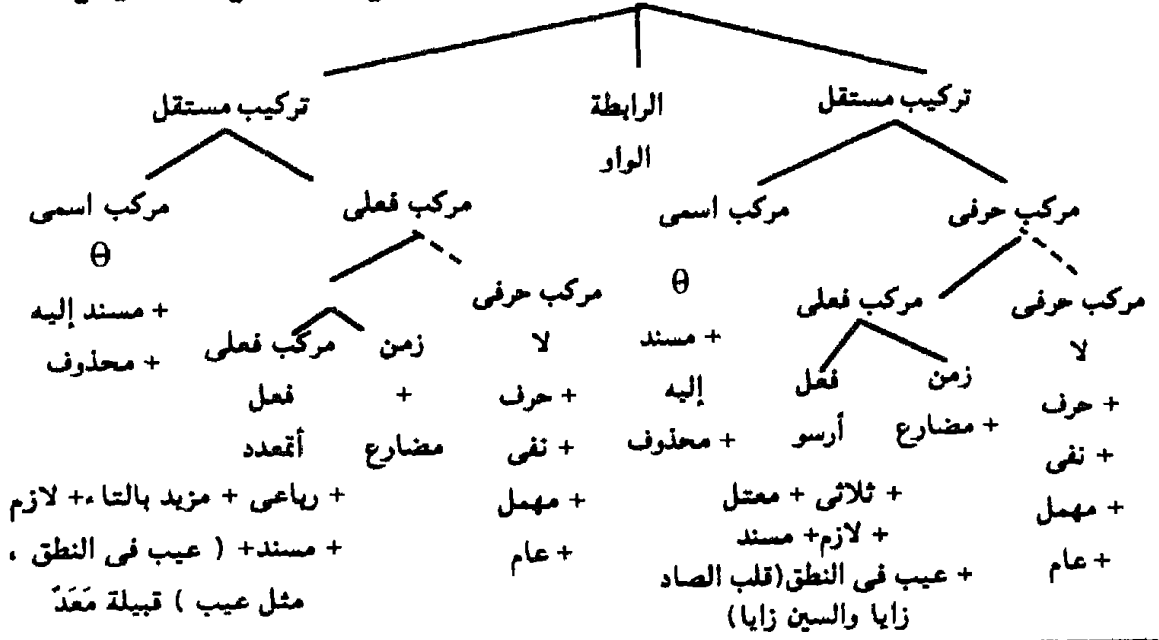 تركيب مستقل
الرابطة
تركيب مستقل
الواو
مركب حرفى
مركب اسمى
مركب فعلى
مركب اسمى
مركب حرفى
لا
+ حرف
+ نفى
+ مهمل
+ عام
مركب فعلى
زمن
+ مضارع
فعل
أرسو
+ ثلاثى + معتل
+ لازم+ مسند
+ عيب فى النطق(قلب الصاد
زايا والسين زايا)
θ
+ مسند
إليه
+ محذوف
مركب حرفى
لا
+ حرف
+ نفى
+ مهمل
+ عام
زمن
+
مضارع
مركب فعلى
فعل
أتمعدد
+ رباعى + مزيد بالتاء+ لازم
+ مسند+ ( عيب فى النطق ،
مثل عيب ) قبيلة مَعَدّ
θ
+ مسند إليه
+ محذوف